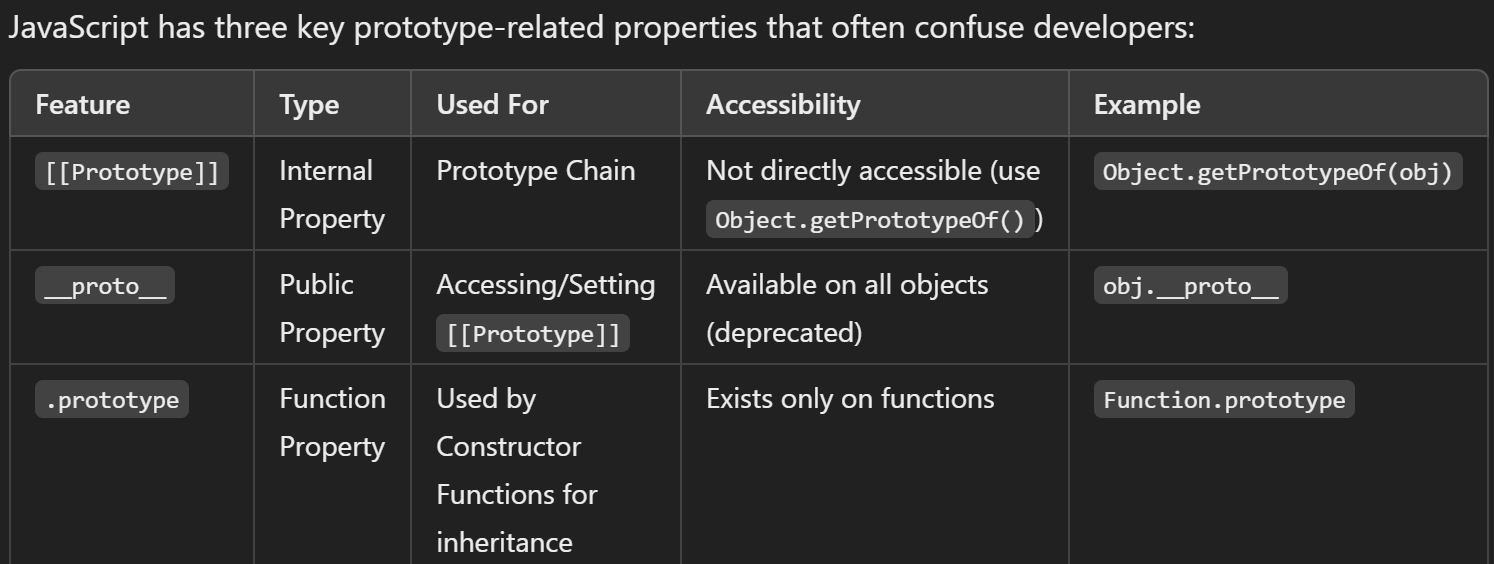 JavaScript has three key prototype-related properties that often confuse developers:
Feature Type Used For Accessibility Example
[[Prototype]] Internal Prototype Chain Not directly accessible (use Object.getPrototypeOf(obj)
Property Object.getPrototypeOf() )
__proto__ Public Accessing/Setting Available on all objects obj.__proto__
Property [[Prototype]] (deprecated)
.prototype Function Used by Exists only on functions Function.prototype
Property Constructor
Functions for
inheritance